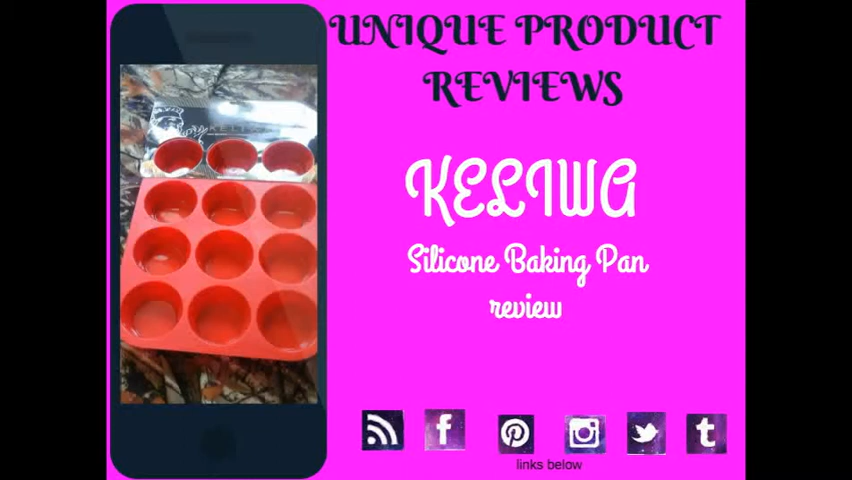 UNIQUE PRODUCT
REVIEWS
KELIWA
Silicone Baking Pan
review
links below